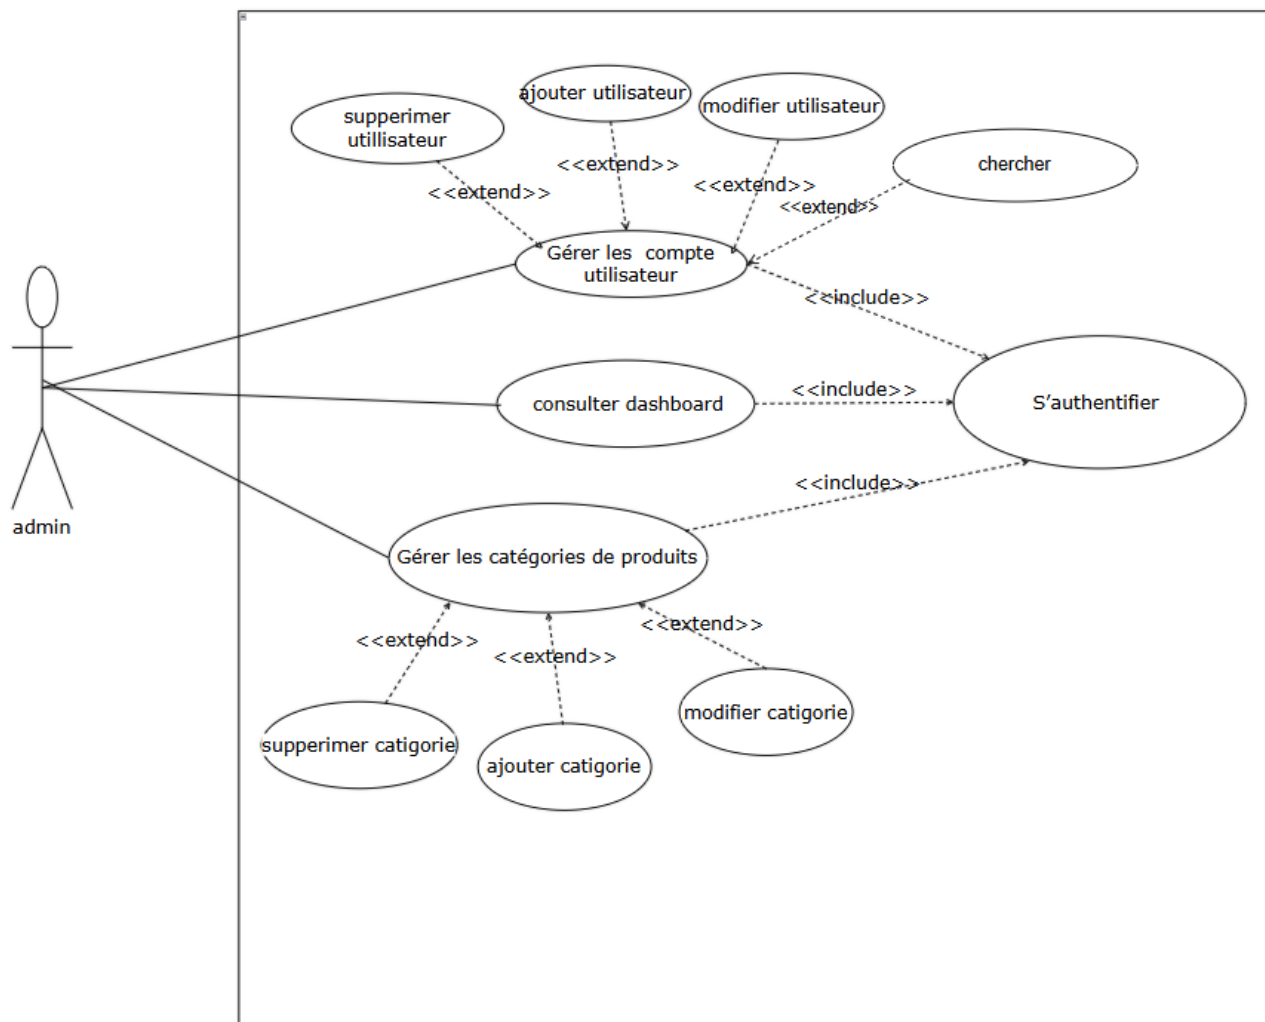 ajouter utilisateur
modifier utilisateur
supperimer
utillisateur
chercher
<<extend>>
<<extend>>
<<extend>>
<<extend>>
Gérer les compte
utilisateur
<<include>>
consulter dashboard
<<include>>
S'authentifier
<<include>>
admin
Gérer les catégories de produits
<<extend>>
<<extend>>
<<extend>>
modifier catigorie
supperimer catigorie
ajouter catigorie